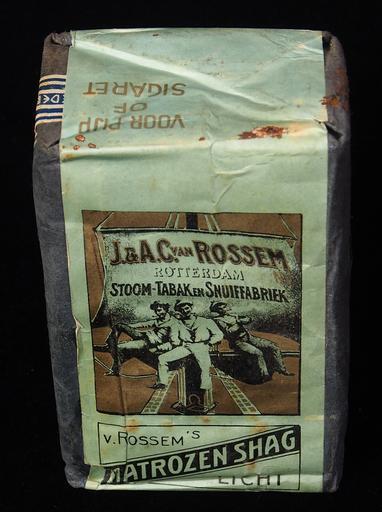 VOOR PIJP
OF
SIGARET
J. & A.C. VAN ROSSEM
ROTTERDAM
STOOM-TABAK EN SNUIFFABRIEK
v. ROSSEM'S
MATROZEN SHAG
LICHT